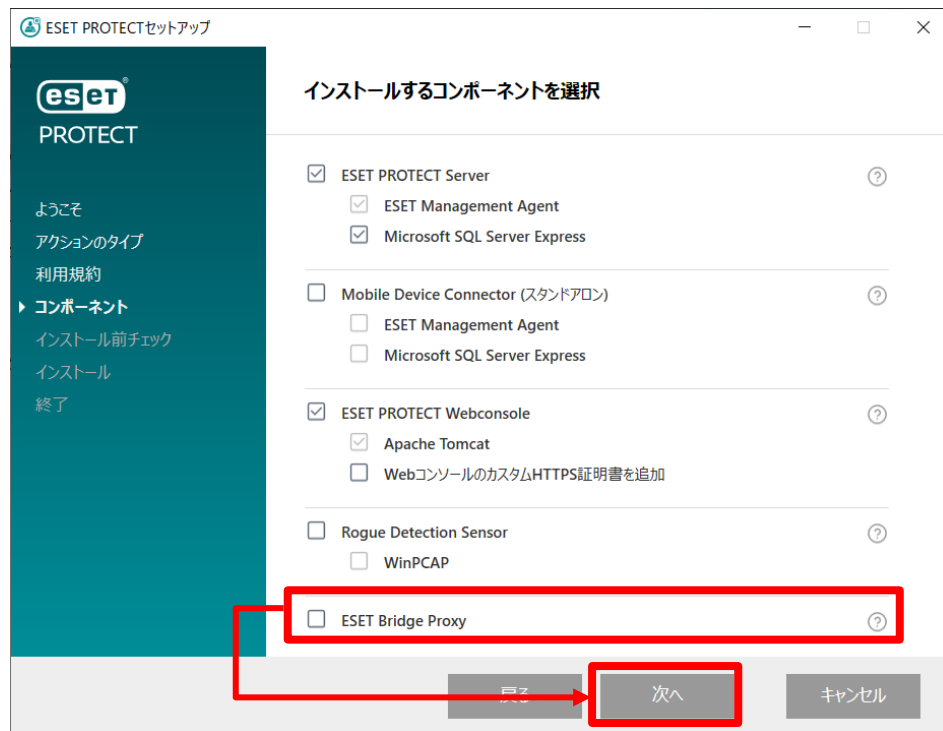 ESET PROTECTセットアップ
eset
PROTECT
ようこそ
アクションのタイプ
利用規約
コンポーネント
インストール前チェック
インストール
終了
インストールするコンポーネントを選択
ESET PROTECT Server
ESET Management Agent
Microsoft SQL Server Express
Mobile Device Connector (スタンドアロン)
ESET Management Agent
Microsoft SQL Server Express
ESET PROTECT Webconsole
Apache Tomcat
WebコンソールのカスタムHTTPS証明書を追加
Rogue Detection Sensor
WinPCAP
ESET Bridge Proxy
戻る
次へ
キャンセル